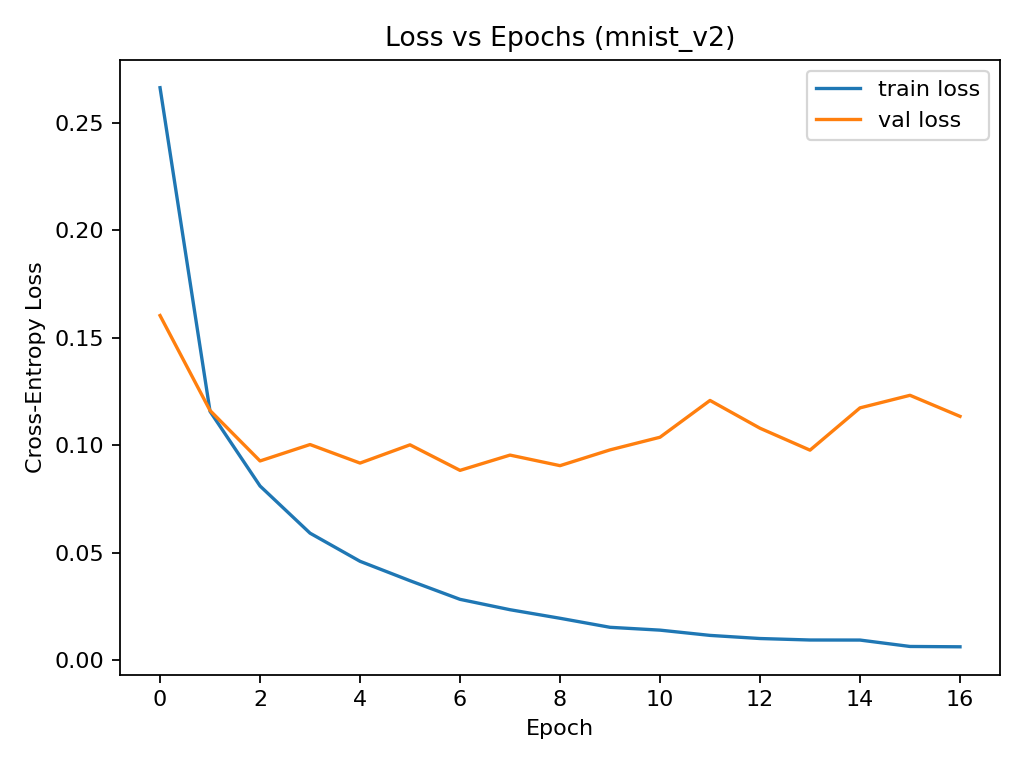 Loss vs Epochs (mnist_v2)
train loss
val loss
Cross-Entropy Loss
0.25
0.20
0.15
0.10
0.05
0.00
0 2 4 6 8 10 12 14 16
Epoch